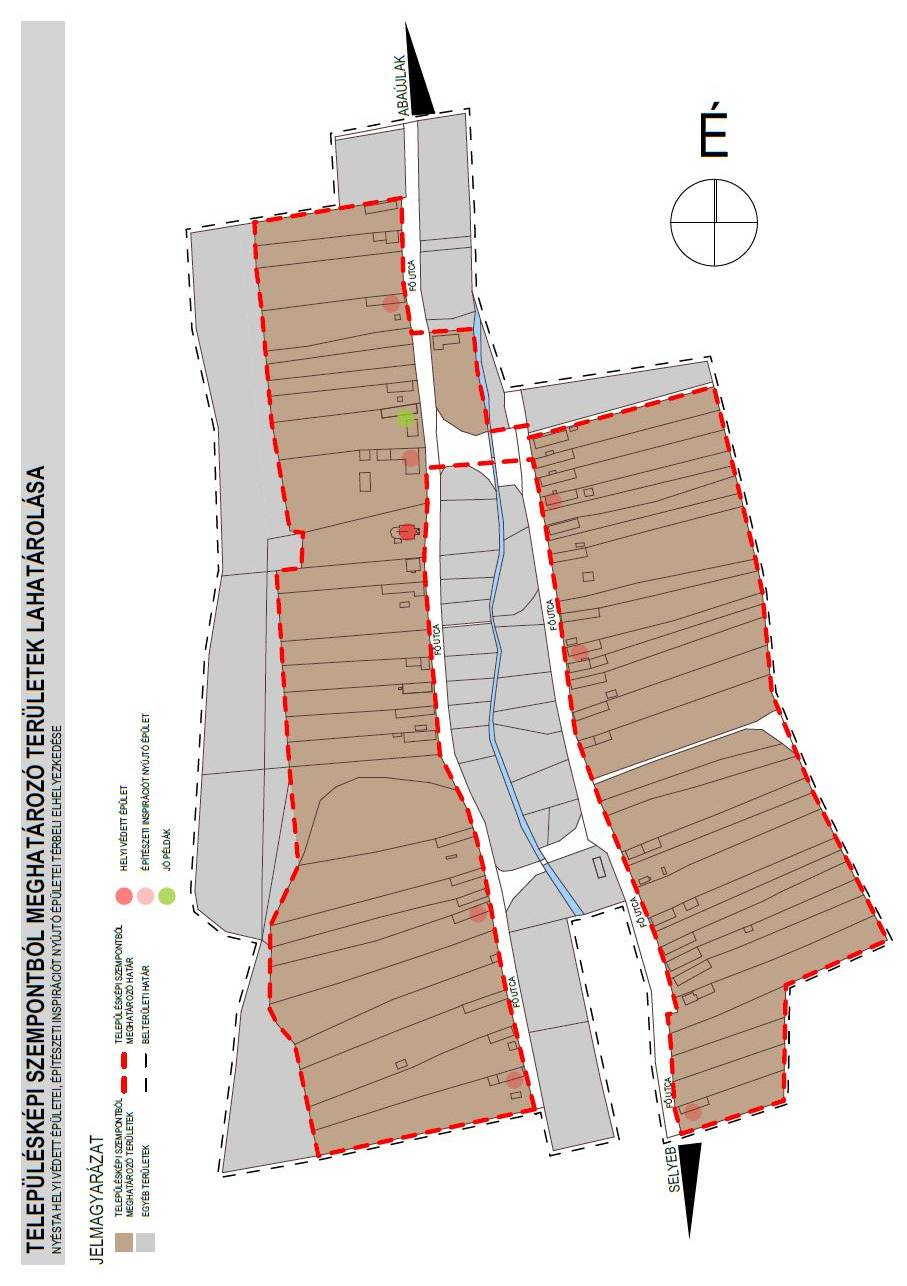 TELEPÜLÉSKÉPI SZEMPONTBÓL MEGHATÁROZÓ TERÜLETEK LAHATÁROLÁSA
NYÉSTA HELYI VÉDETT ÉPÜLETEI, ÉPÍTÉSZETI INSPIRÁCIÓT NYÚJTÓ ÉPÜLETEI TÉRBELI ELHELYEZKEDÉSE
JELMAGYARÁZAT
TELEPÜLÉSKÉPI SZEMPONTBÓL
MEGHATÁROZÓ TERÜLETEK
EGYÉB TERÜLETEK
TELEPÜLÉSKÉPI SZEMPONTBÓL
MEGHATÁROZÓ HATÁR
BELTERÜLETI HATÁR
HELYI VÉDETT ÉPÜLET
ÉPÍTÉSZETI INSPIRÁCIÓT NYÚJTÓ ÉPÜLET
JÓ PÉLDÁK
ABAÚJLAK
É
FŐ UTCA
FŐ UTCA
FŐ UTCA
FŐ UTCA
FŐ UTCA
FŐ UTCA
SELYEB